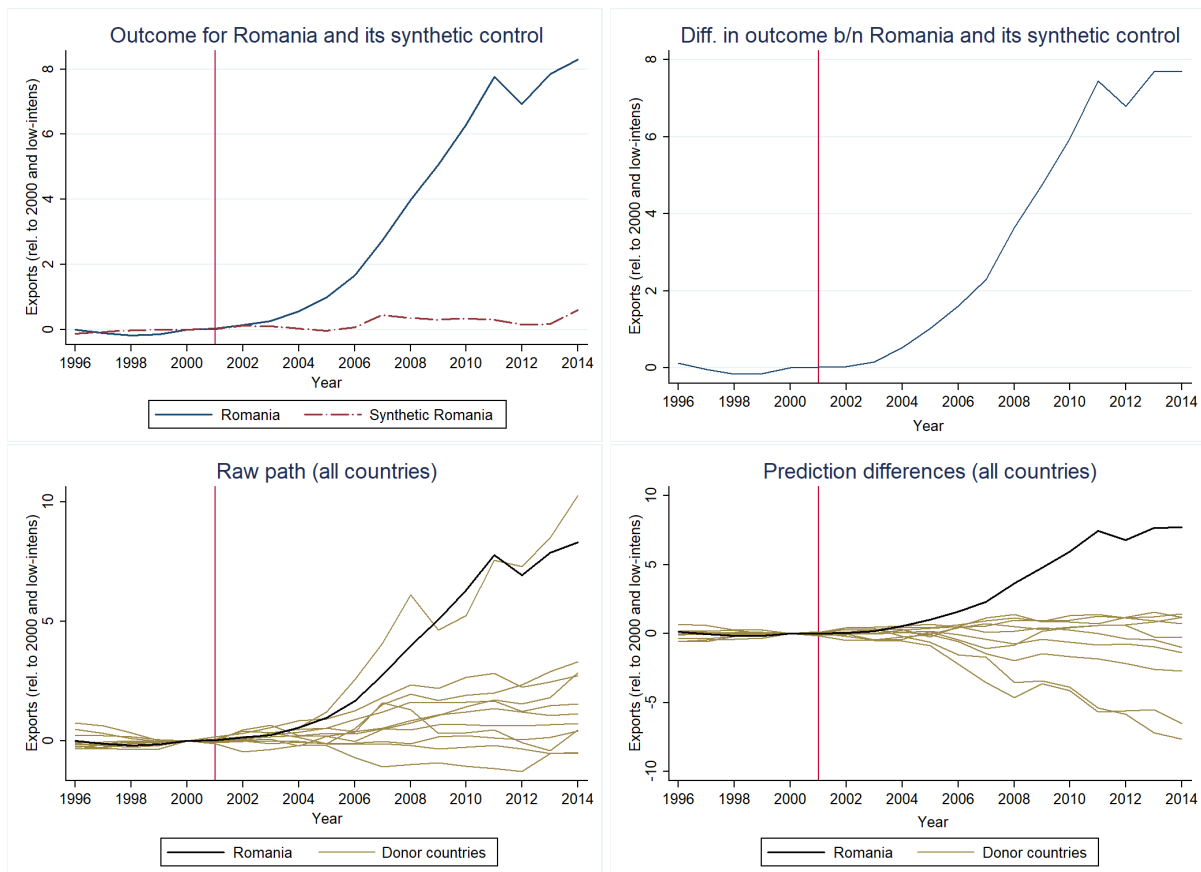 Outcome for Romania and its synthetic control
Exports (rel. to 2000 and low-intens)
8
6
4
2
0
1996 1998 2000 2002 2004 2006 2008 2010 2012 2014
Year
Romania Synthetic Romania
Diff. in outcome b/n Romania and its synthetic control
Exports (rel. to 2000 and low-intens)
8
6
4
2
0
1996 1998 2000 2002 2004 2006 2008 2010 2012 2014
Year
Raw path (all countries)
Exports (rel. to 2000 and low-intens)
10
5
0
1996 1998 2000 2002 2004 2006 2008 2010 2012 2014
Year
Romania Donor countries
Prediction differences (all countries)
Exports (rel. to 2000 and low-intens)
10
5
0
-5
-10
1996 1998 2000 2002 2004 2006 2008 2010 2012 2014
Year
Romania Donor countries